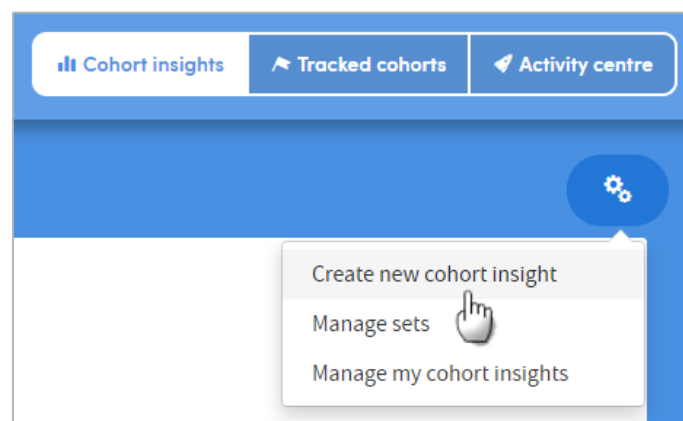 Cohort insights Tracked cohorts Activity centre
Create new cohort insight
Manage sets
Manage my cohort insights